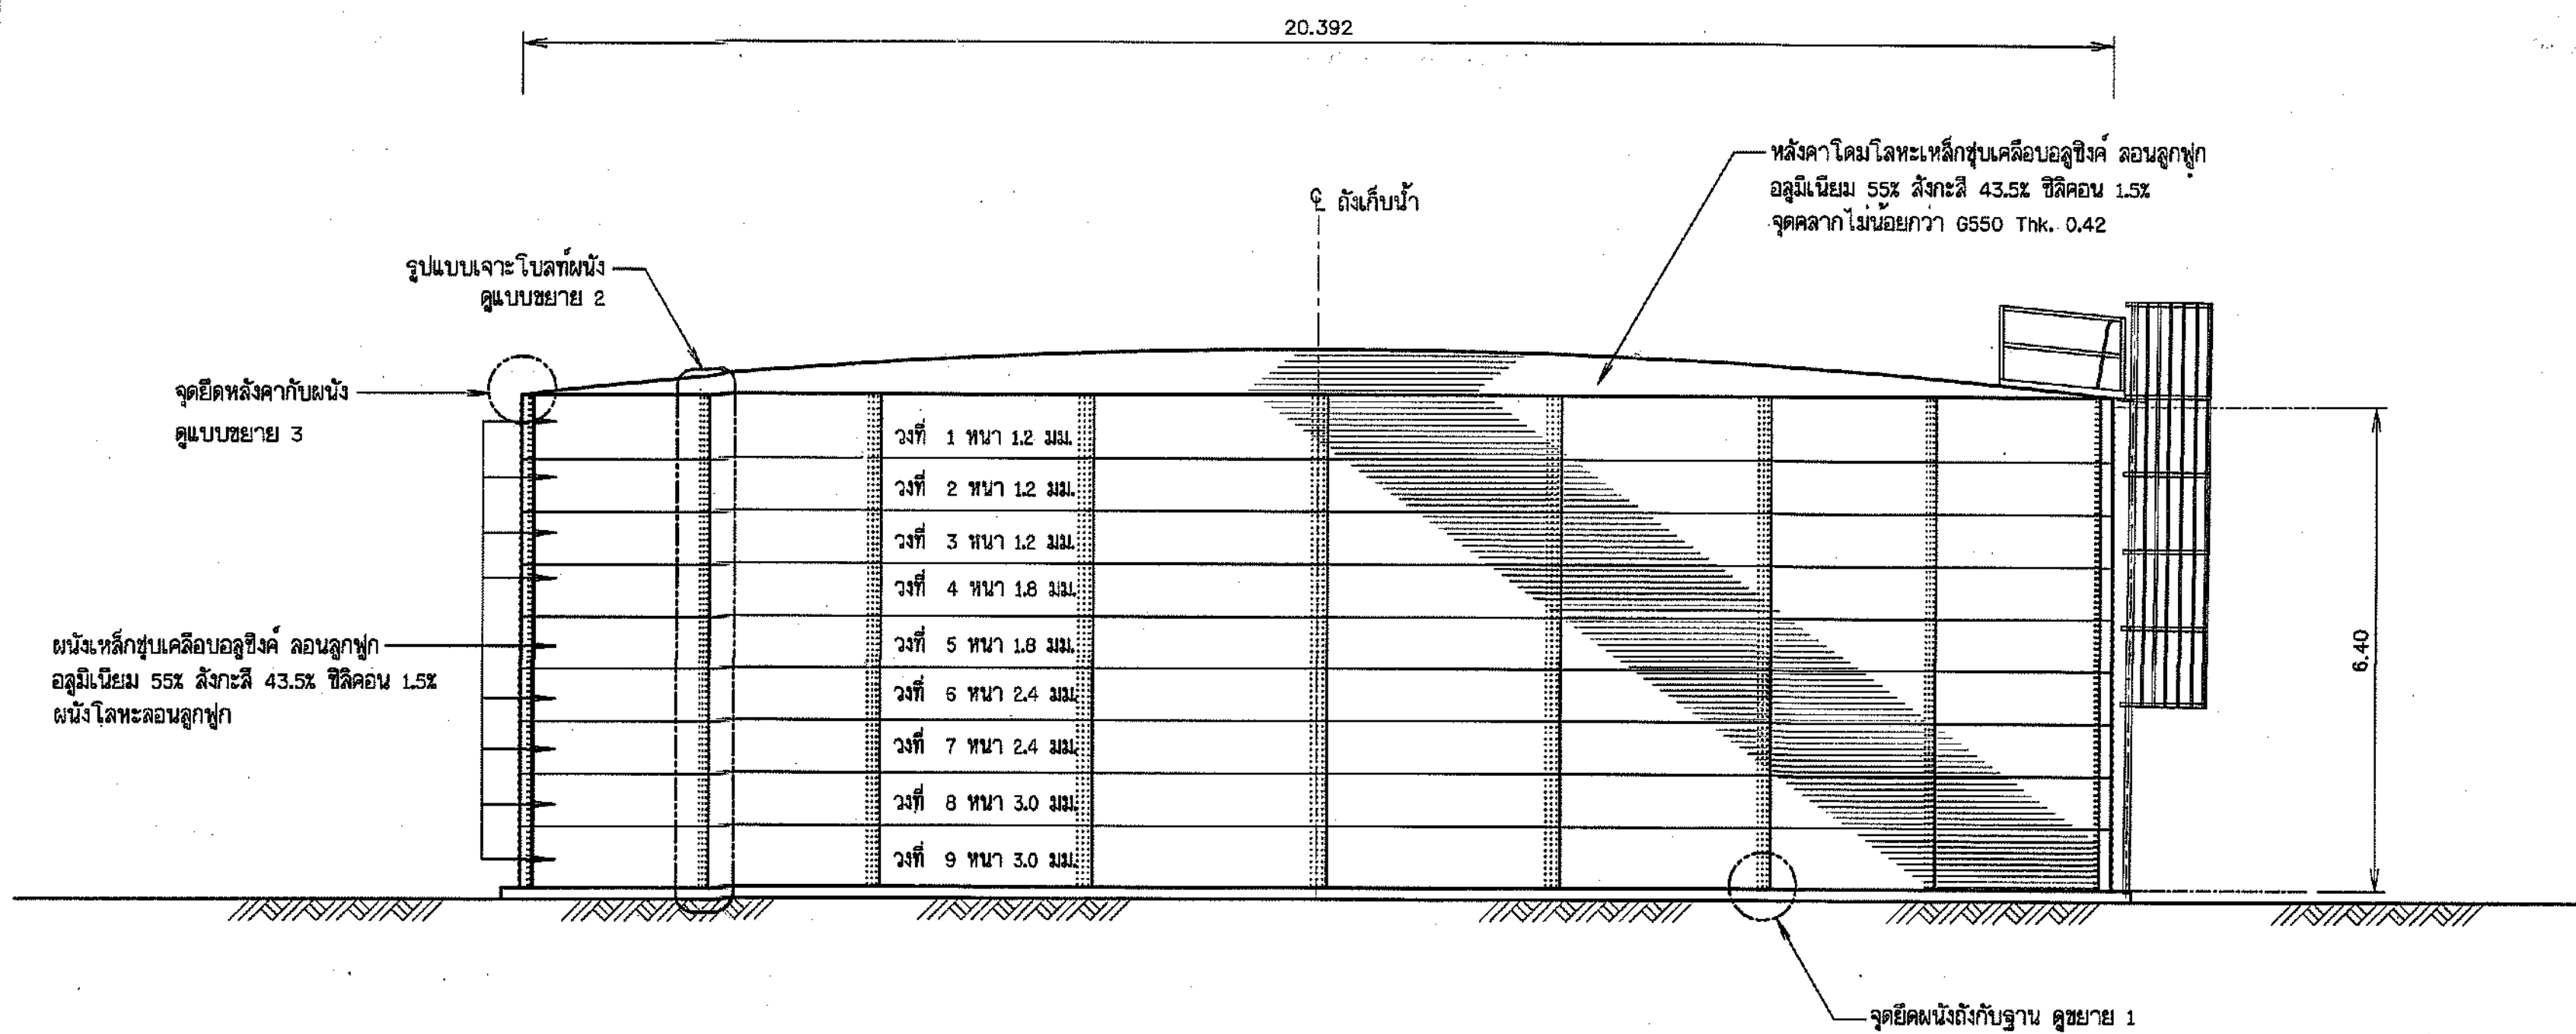 20.392
หลังคาโดมโลหะเหล็กชุบเคลือบอลูซิงค์ ลอนลูกฟูก
อลูมิเนียม 55% สังกะสี 43.5% ซิลิคอน 1.5%
จุดคลากไม่น้อยกว่า G550 Thk. 0.42
℄ ถังเก็บน้ำ
รูปแบบเจาะโบลท์ผนัง
ดูแบบขยาย 2
จุดยึดหลังคากับผนัง
ดูแบบขยาย 3
วงที่ 1 หนา 1.2 มม.
วงที่ 2 หนา 1.2 มม.
วงที่ 3 หนา 1.2 มม.
วงที่ 4 หนา 1.8 มม.
วงที่ 5 หนา 1.8 มม.
วงที่ 6 หนา 2.4 มม.
วงที่ 7 หนา 2.4 มม.
วงที่ 8 หนา 3.0 มม.
วงที่ 9 หนา 3.0 มม.
ผนังเหล็กชุบเคลือบอลูซิงค์ ลอนลูกฟูก
อลูมิเนียม 55% สังกะสี 43.5% ซิลิคอน 1.5%
ผนังโลหะลอนลูกฟูก
6.40
จุดยึดผนังถังกับฐาน ดูขยาย 1